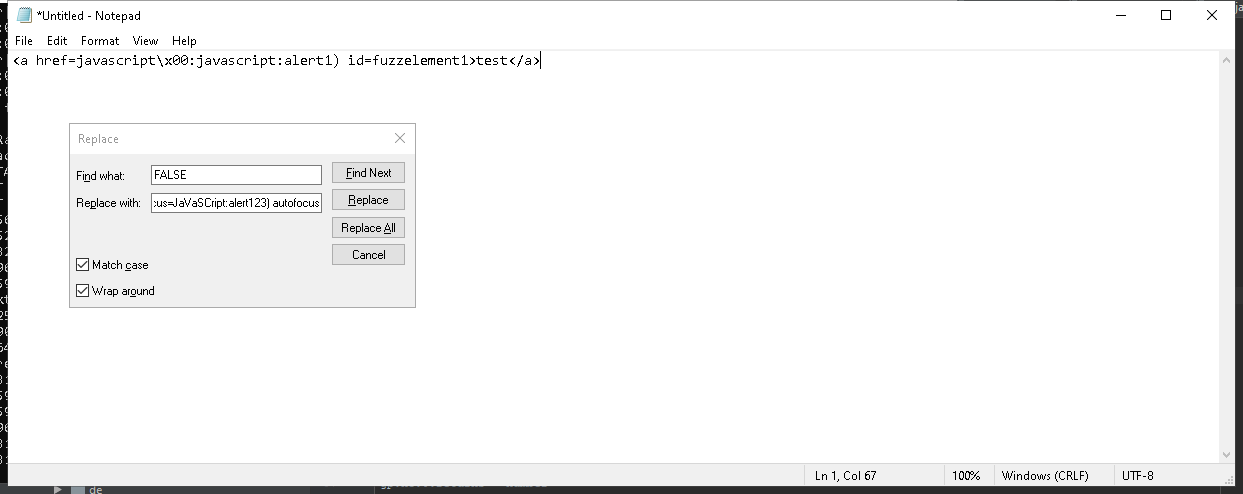 *Untitled - Notepad
File Edit Format View Help
<a href=javascript\x00:javascript:alert1) id=fuzzelement1>test</a>
Replace
Find what: FALSE Find Next
Replace with: :us=JaVaSCript:alert123) autofocus Replace
Replace All
Cancel
Match case
Wrap around
Ln 1, Col 67 100% Windows (CRLF) UTF-8
de